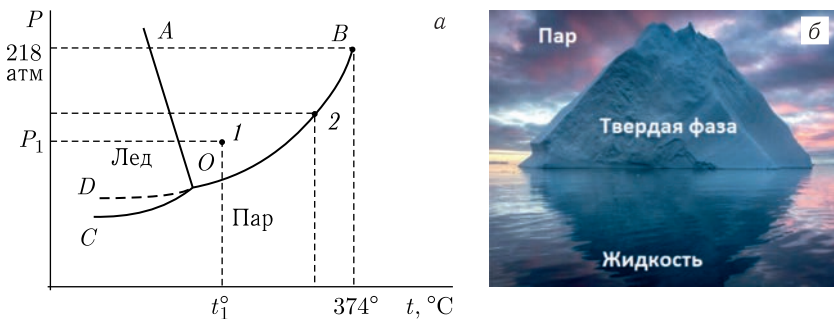 P
A
B
а
218
атм
2
P₁
1
Лед
O
D
Пар
C
t₁°
374°
t, °C
б
Пар
Твердая фаза
Жидкость